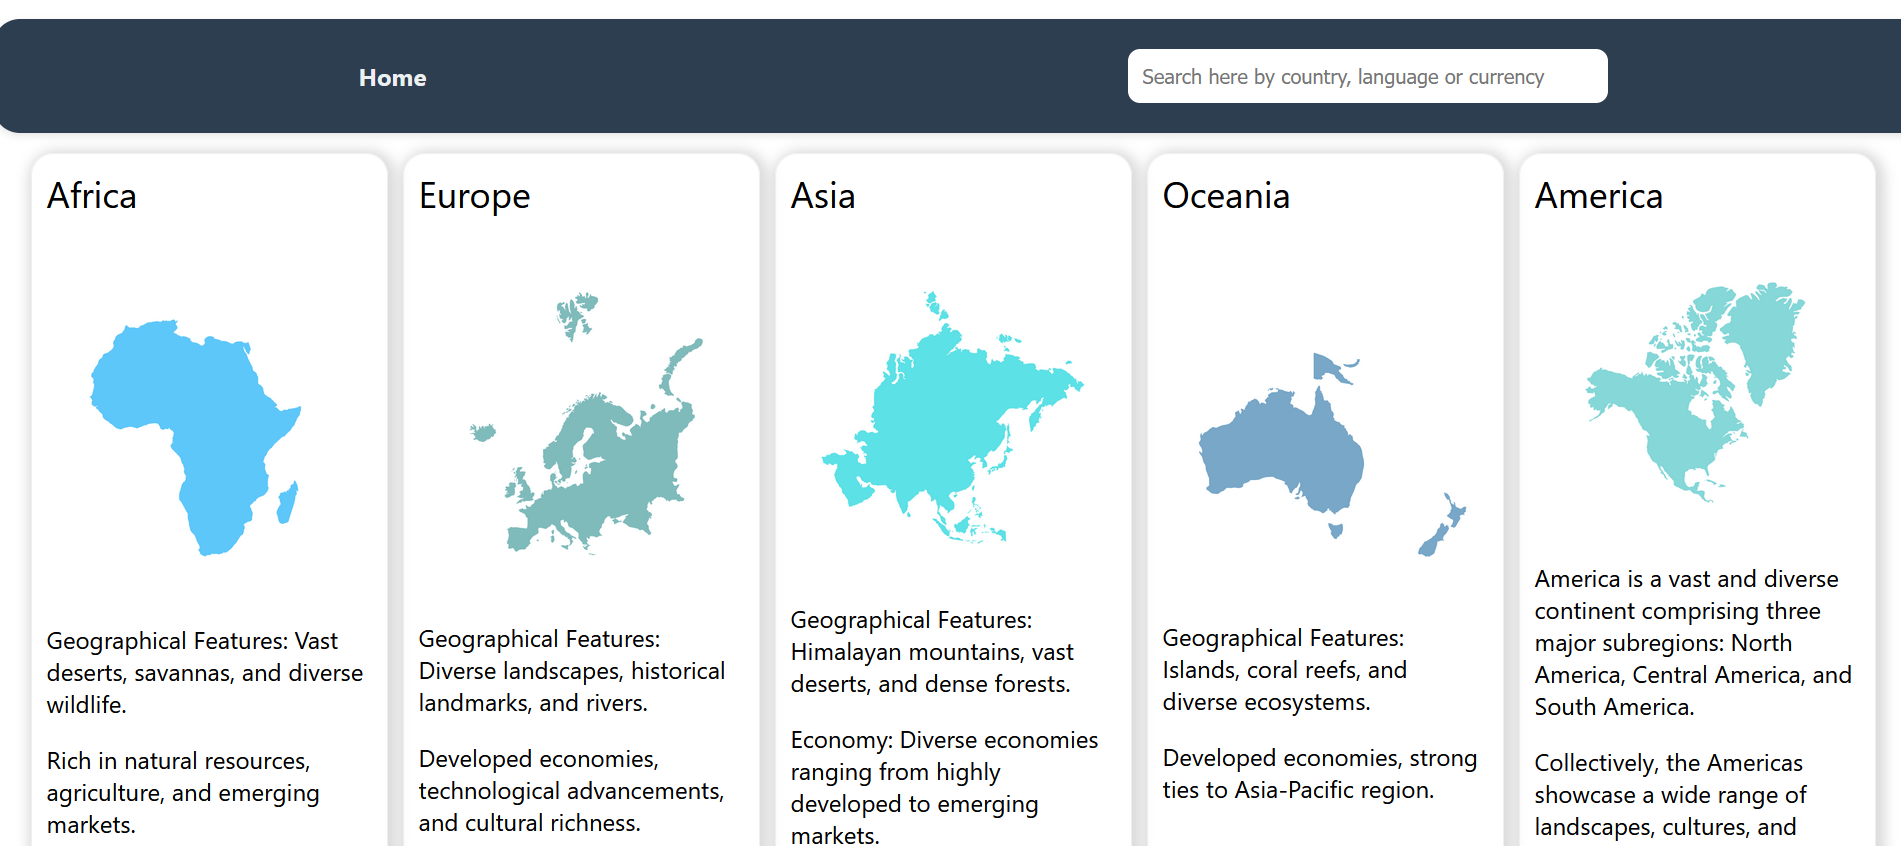 Home
Search here by country, language or currency
Africa
Geographical Features: Vast
deserts, savannas, and diverse
wildlife.
Rich in natural resources,
agriculture, and emerging
markets.
Europe
Geographical Features:
Diverse landscapes, historical
landmarks, and rivers.
Developed economies,
technological advancements,
and cultural richness.
Asia
Geographical Features:
Himalayan mountains, vast
deserts, and dense forests.
Economy: Diverse economies
ranging from highly
developed to emerging
markets.
Oceania
Geographical Features:
Islands, coral reefs, and
diverse ecosystems.
Developed economies, strong
ties to Asia-Pacific region.
America
America is a vast and diverse
continent comprising three
major subregions: North
America, Central America, and
South America.
Collectively, the Americas
showcase a wide range of
landscapes, cultures, and